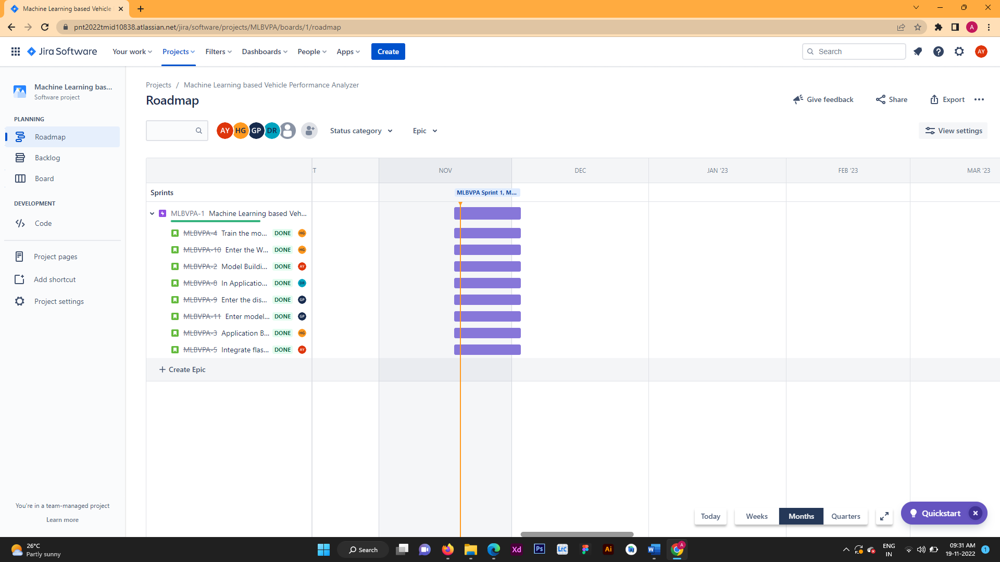 Machine Learning based Vehicle
pnt2022tmid10838.atlassian.net/jira/software/projects/MLBVPA/boards/1/roadmap
A
Jira Software
Your work
Projects
Filters
Dashboards
People
Apps
Create
Search
AY
Machine Learning bas...
Software project
PLANNING
Roadmap
Backlog
Board
DEVELOPMENT
Code
Project pages
Add shortcut
Project settings
You're in a team-managed project
Learn more
Projects / Machine Learning based Vehicle Performance Analyzer
Roadmap
Give feedback
Share
Export
AY HG GP DR
Status category
Epic
View settings
T NOV DEC JAN '23 FEB '23 MAR '23
Sprints
MLBVPA Sprint 1, M...
MLBVPA-1 Machine Learning based Veh...
MLBVPA-4 Train the mo... DONE HG
MLBVPA-10 Enter the W... DONE HG
MLBVPA-2 Model Buildi... DONE AY
MLBVPA-8 In Applicatio... DONE DR
MLBVPA-9 Enter the dis... DONE GP
MLBVPA-11 Enter model... DONE GP
MLBVPA-3 Application B... DONE HG
MLBVPA-5 Integrate flas... DONE AY
+ Create Epic
Today
Weeks
Months
Quarters
Quickstart
26°C
Partly sunny
Search
Xd
Ps
LrC
Ai
W
A
ENG
IN
09:31 AM
19-11-2022
1